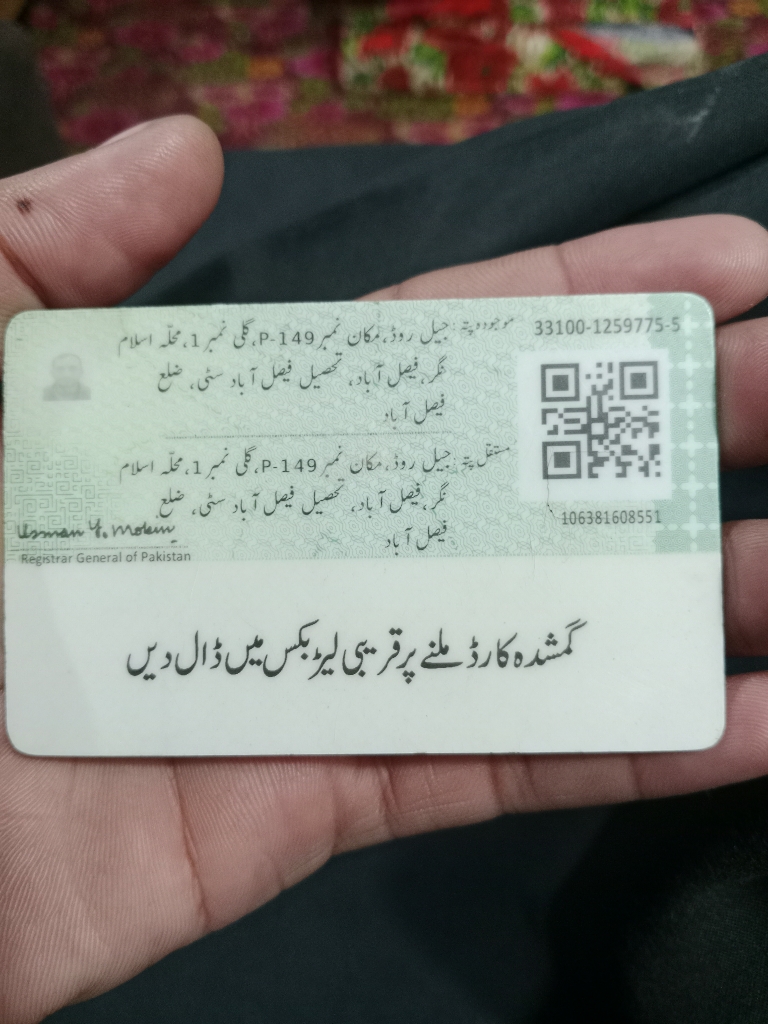 33100-1259775-5
موجودہ پتہ: جیل روڈ، مکان نمبر P-149، گلی نمبر 1، محلہ اسلام
نگر، فیصل آباد، تحصیل فیصل آباد سٹی، ضلع
فیصل آباد
مستقل پتہ: جیل روڈ، مکان نمبر P-149، گلی نمبر 1، محلہ اسلام
نگر، فیصل آباد، تحصیل فیصل آباد سٹی، ضلع
فیصل آباد
106381608551
Usman Y. Mobin
Registrar General of Pakistan
گمشدہ کارڈ ملنے پر قریبی لیٹر بکس میں ڈال دیں